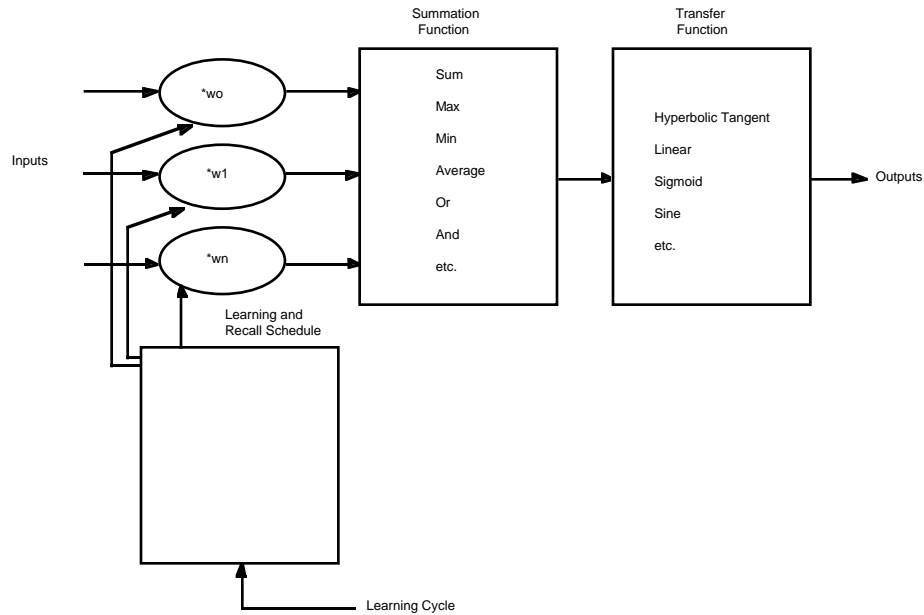 Summation
Function
Transfer
Function
Inputs
*wo
*w1
*wn
Sum
Max
Min
Average
Or
And
etc.
Hyperbolic Tangent
Linear
Sigmoid
Sine
etc.
Outputs
Learning and
Recall Schedule
Learning Cycle